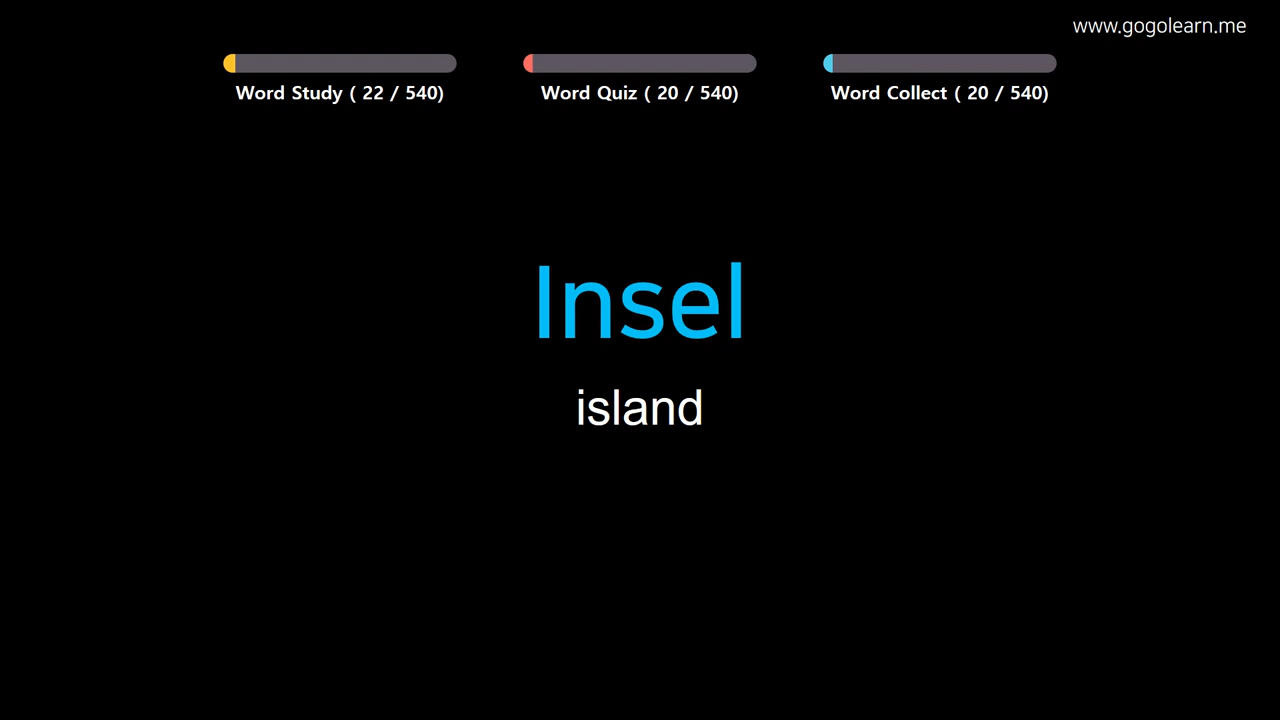 www.gogolearn.me
Word Study ( 22 / 540)
Word Quiz ( 20 / 540)
Word Collect ( 20 / 540)
Insel
island